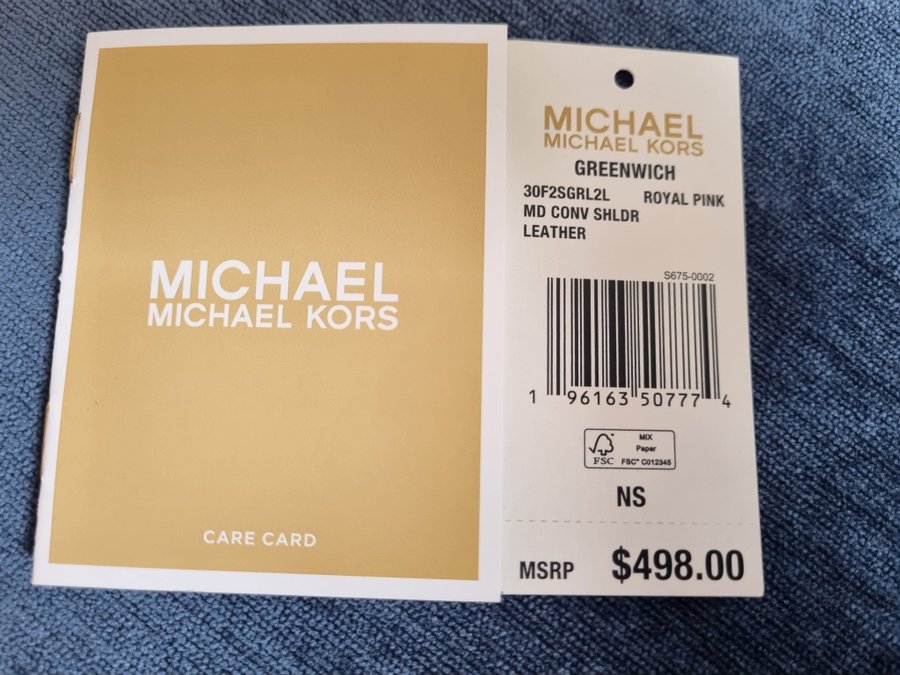 MICHAEL
MICHAEL KORS
CARE CARD
MICHAEL
MICHAEL KORS
GREENWICH
30F2SGRL2L ROYAL PINK
MD CONV SHLDR
LEATHER
S675-0002
1 96163 50777 4
FSC
MIX
Paper
FSC™ C012345
NS
MSRP $498.00